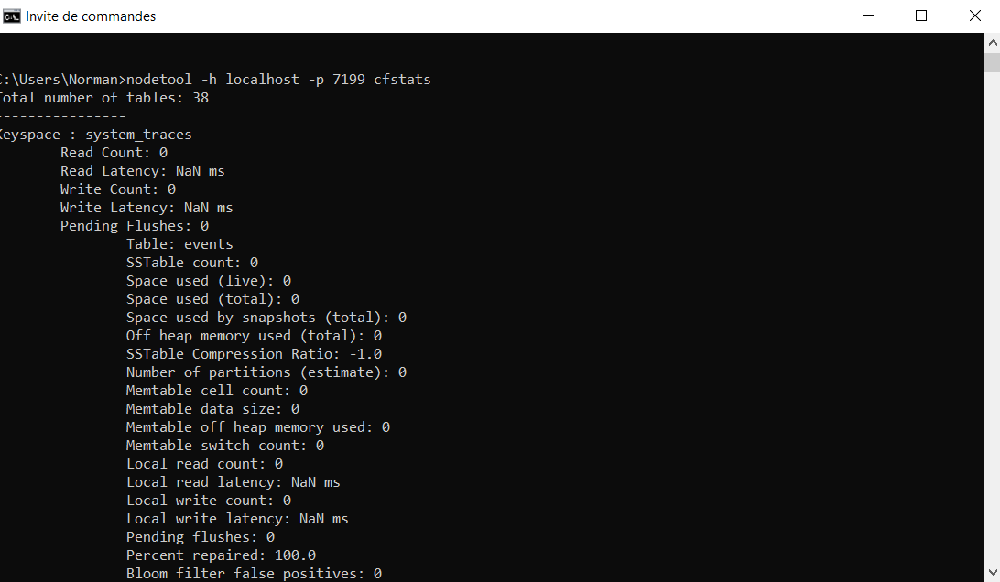 Invite de commandes
C:\Users\Norman>nodetool -h localhost -p 7199 cfstats
Total number of tables: 38
----------------
Keyspace : system_traces
Read Count: 0
Read Latency: NaN ms
Write Count: 0
Write Latency: NaN ms
Pending Flushes: 0
Table: events
SSTable count: 0
Space used (live): 0
Space used (total): 0
Space used by snapshots (total): 0
Off heap memory used (total): 0
SSTable Compression Ratio: -1.0
Number of partitions (estimate): 0
Memtable cell count: 0
Memtable data size: 0
Memtable off heap memory used: 0
Memtable switch count: 0
Local read count: 0
Local read latency: NaN ms
Local write count: 0
Local write latency: NaN ms
Pending flushes: 0
Percent repaired: 100.0
Bloom filter false positives: 0